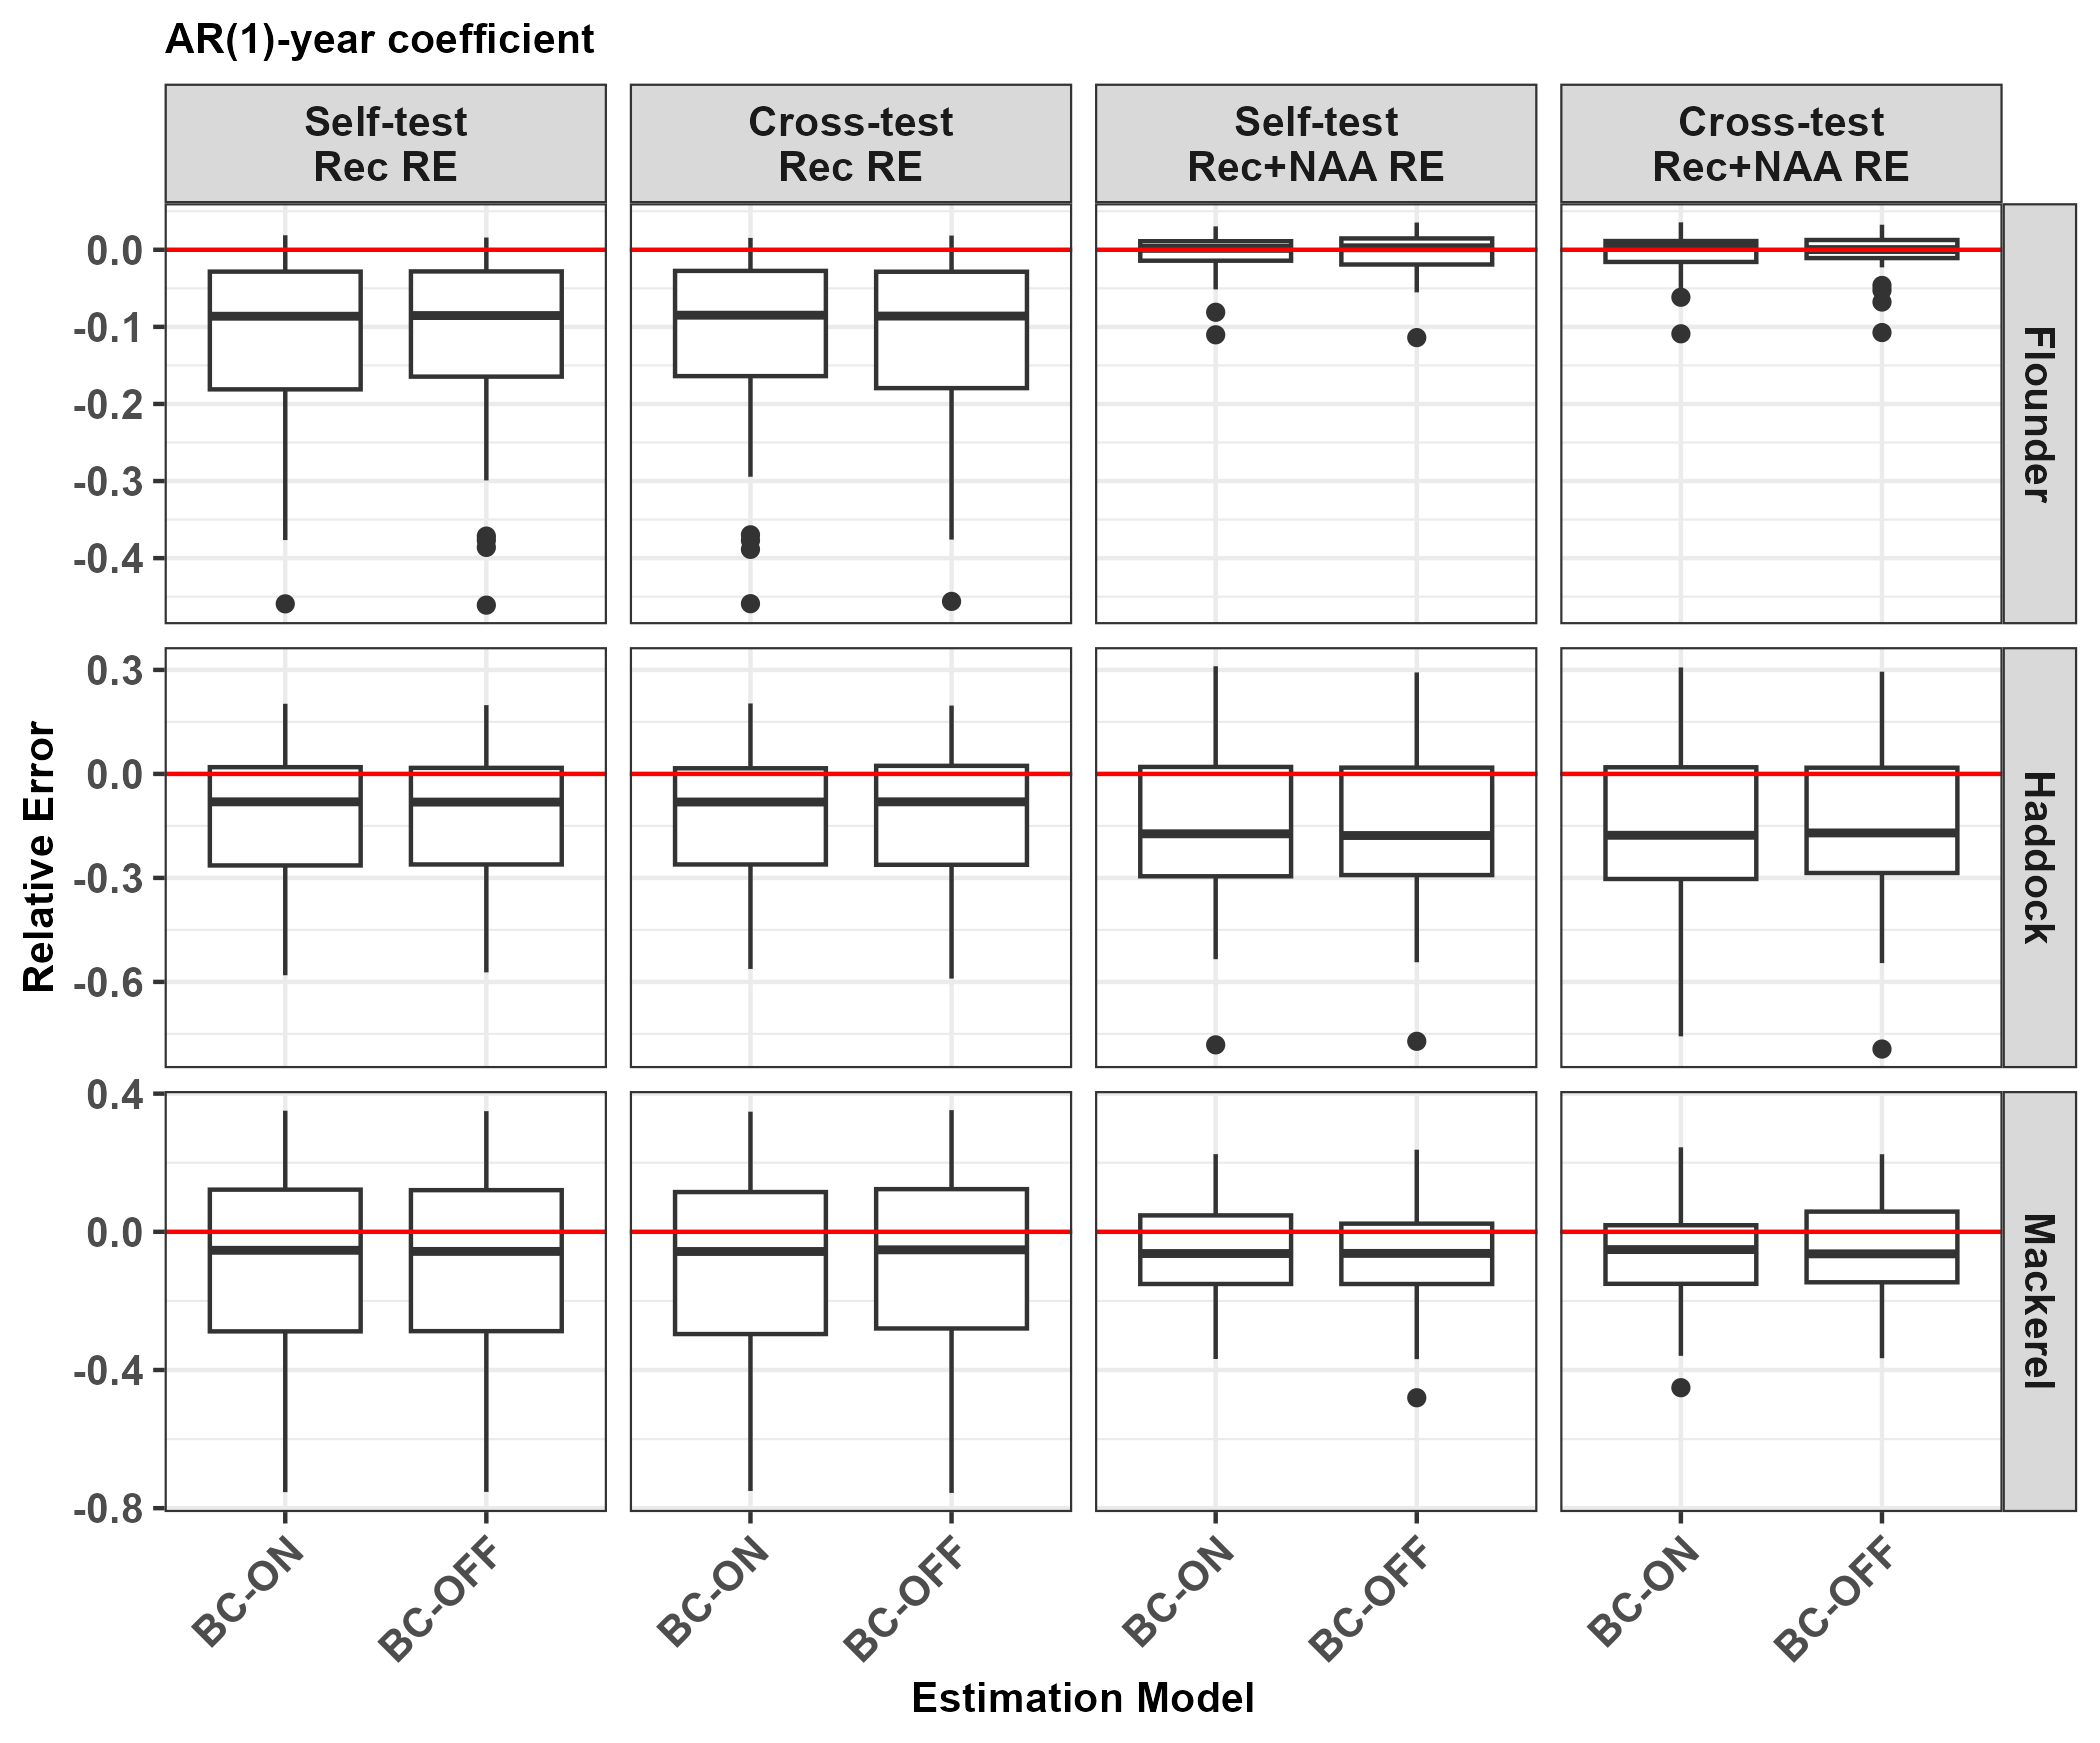 AR(1)-year coefficient
Self-test
Rec RE
Cross-test
Rec RE
Self-test
Rec+NAA RE
Cross-test
Rec+NAA RE
0.0
-0.1
-0.2
-0.3
-0.4
Flounder
0.3
0.0
-0.3
-0.6
Haddock
0.4
0.0
-0.4
-0.8
Mackerel
Relative Error
BC-ON
BC-OFF
BC-ON
BC-OFF
BC-ON
BC-OFF
BC-ON
BC-OFF
Estimation Model